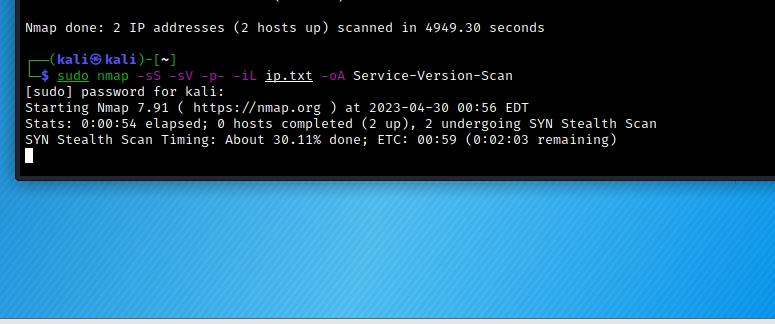 Nmap done: 2 IP addresses (2 hosts up) scanned in 4949.30 seconds
┌──(kali㉿kali)-[~]
└─$ sudo nmap -sS -sV -p- -iL ip.txt -oA Service-Version-Scan
[sudo] password for kali:
Starting Nmap 7.91 ( https://nmap.org ) at 2023-04-30 00:56 EDT
Stats: 0:00:54 elapsed; 0 hosts completed (2 up), 2 undergoing SYN Stealth Scan
SYN Stealth Scan Timing: About 30.11% done; ETC: 00:59 (0:02:03 remaining)